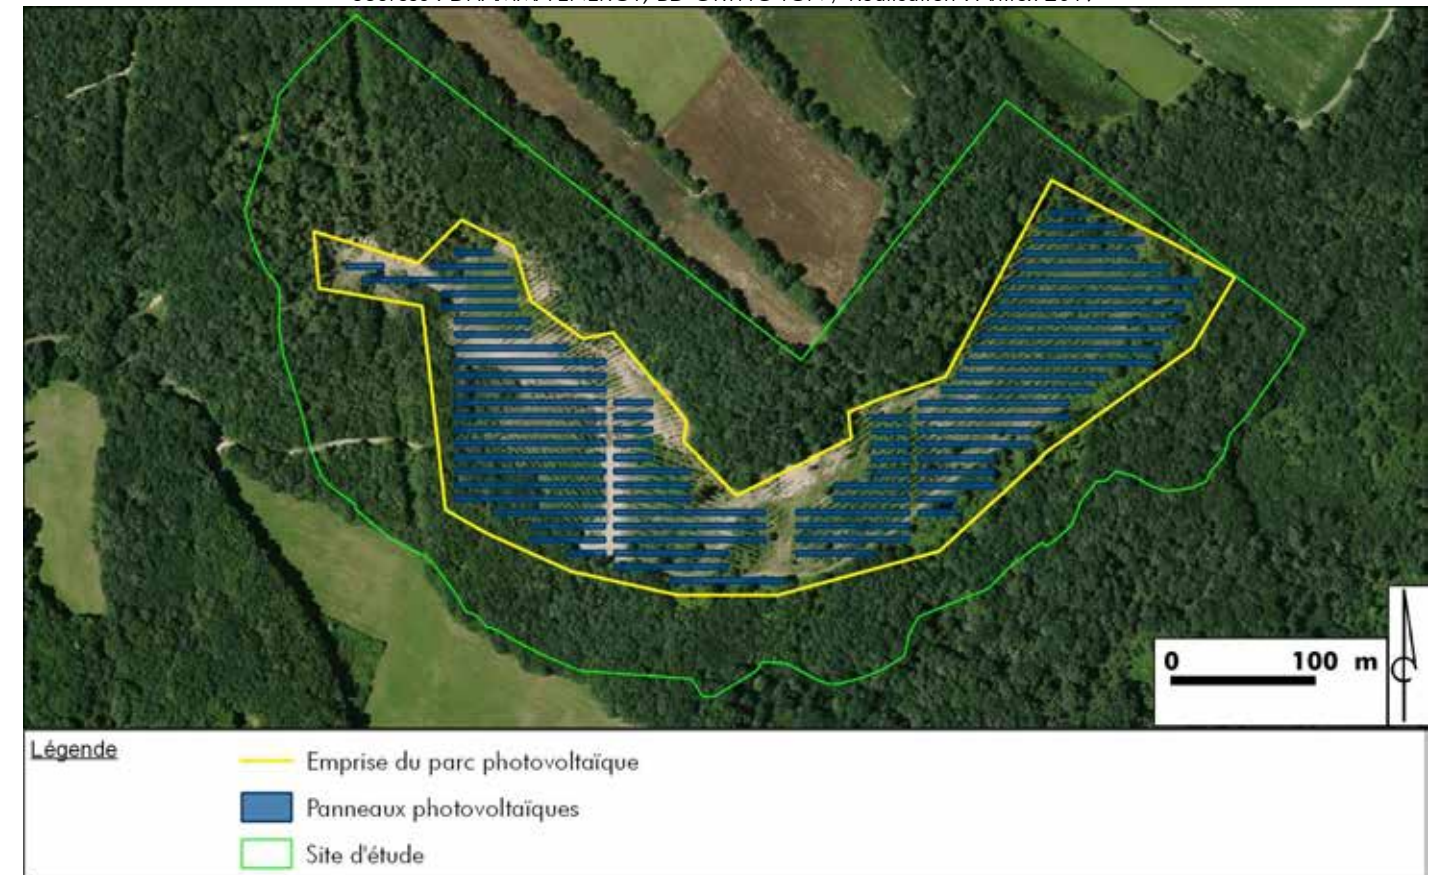 0 100 m
Légende
Emprise du parc photovoltaïque
Panneaux photovoltaïques
Site d'étude